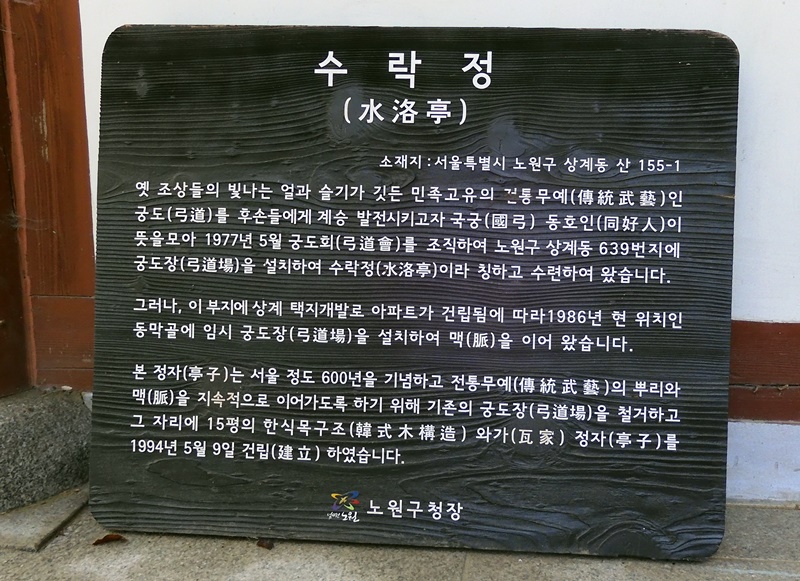 수 락 정
(水洛亭)
소재지 : 서울특별시 노원구 상계동 산 155-1
옛 조상들의 빛나는 얼과 슬기가 깃든 민족고유의 전통무예(傳統武藝)인
궁도(弓道)를 후손들에게 계승 발전시키고자 국궁(國弓) 동호인(同好人)이
뜻을모아 1977년 5월 궁도회(弓道會)를 조직하여 노원구 상계동 639번지에
궁도장(弓道場)을 설치하여 수락정(水洛亭)이라 칭하고 수련하여 왔습니다.
그러나, 이 부지에 상계 택지개발로 아파트가 건립됨에 따라1986년 현 위치인
동막골에 임시 궁도장(弓道場)을 설치하여 맥(脈)을 이어 왔습니다.
본 정자(亭子)는 서울 정도 600년을 기념하고 전통무예(傳統武藝)의 뿌리와
맥(脈)을 지속적으로 이어가도록 하기 위해 기존의 궁도장(弓道場)을 철거하고
그 자리에 15평의 한식목구조(韓式木構造) 와가(瓦家) 정자(亭子)를
1994년 5월 9일 건립(建立) 하였습니다.
노원 노원구청장